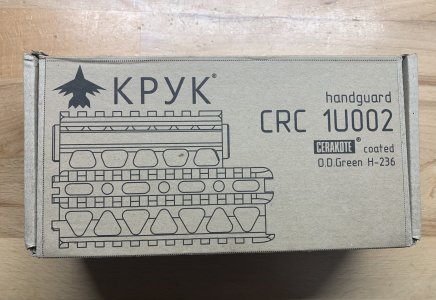 КРУК®
handguard
CRC 1U002
CERAKOTE® coated
O.D.Green H-236